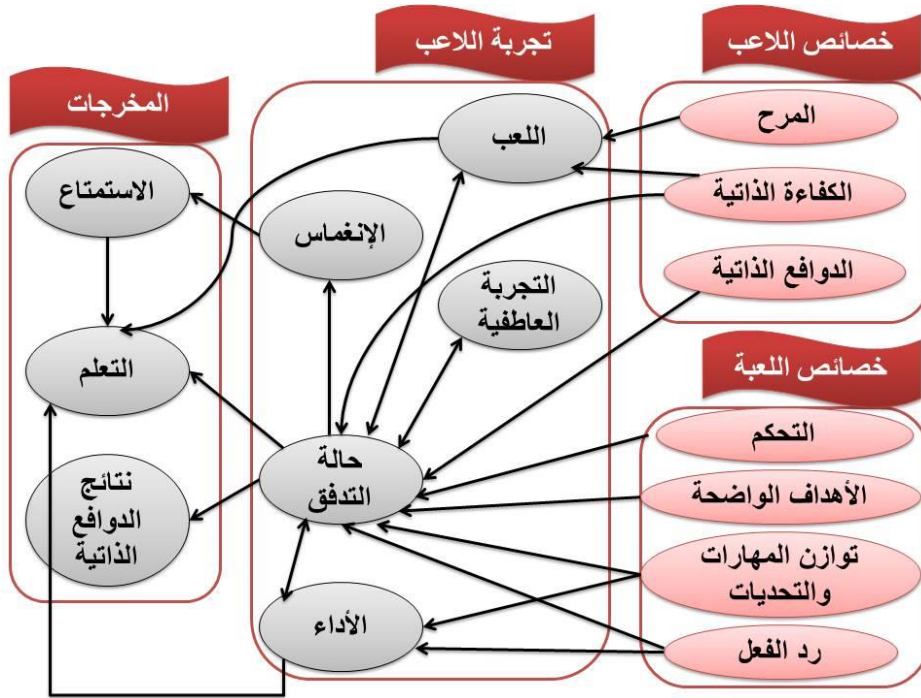 خصائص اللاعب
المرح
الكفاءة الذاتية
الدوافع الذاتية
خصائص اللعبة
التحكم
الأهداف الواضحة
توازن المهارات
والتحديات
رد الفعل
تجربة اللاعب
اللعب
الإنغماس
التجربة
العاطفية
حالة
التدفق
الأداء
المخرجات
الاستمتاع
التعلم
نتائج
الدوافع
الذاتية